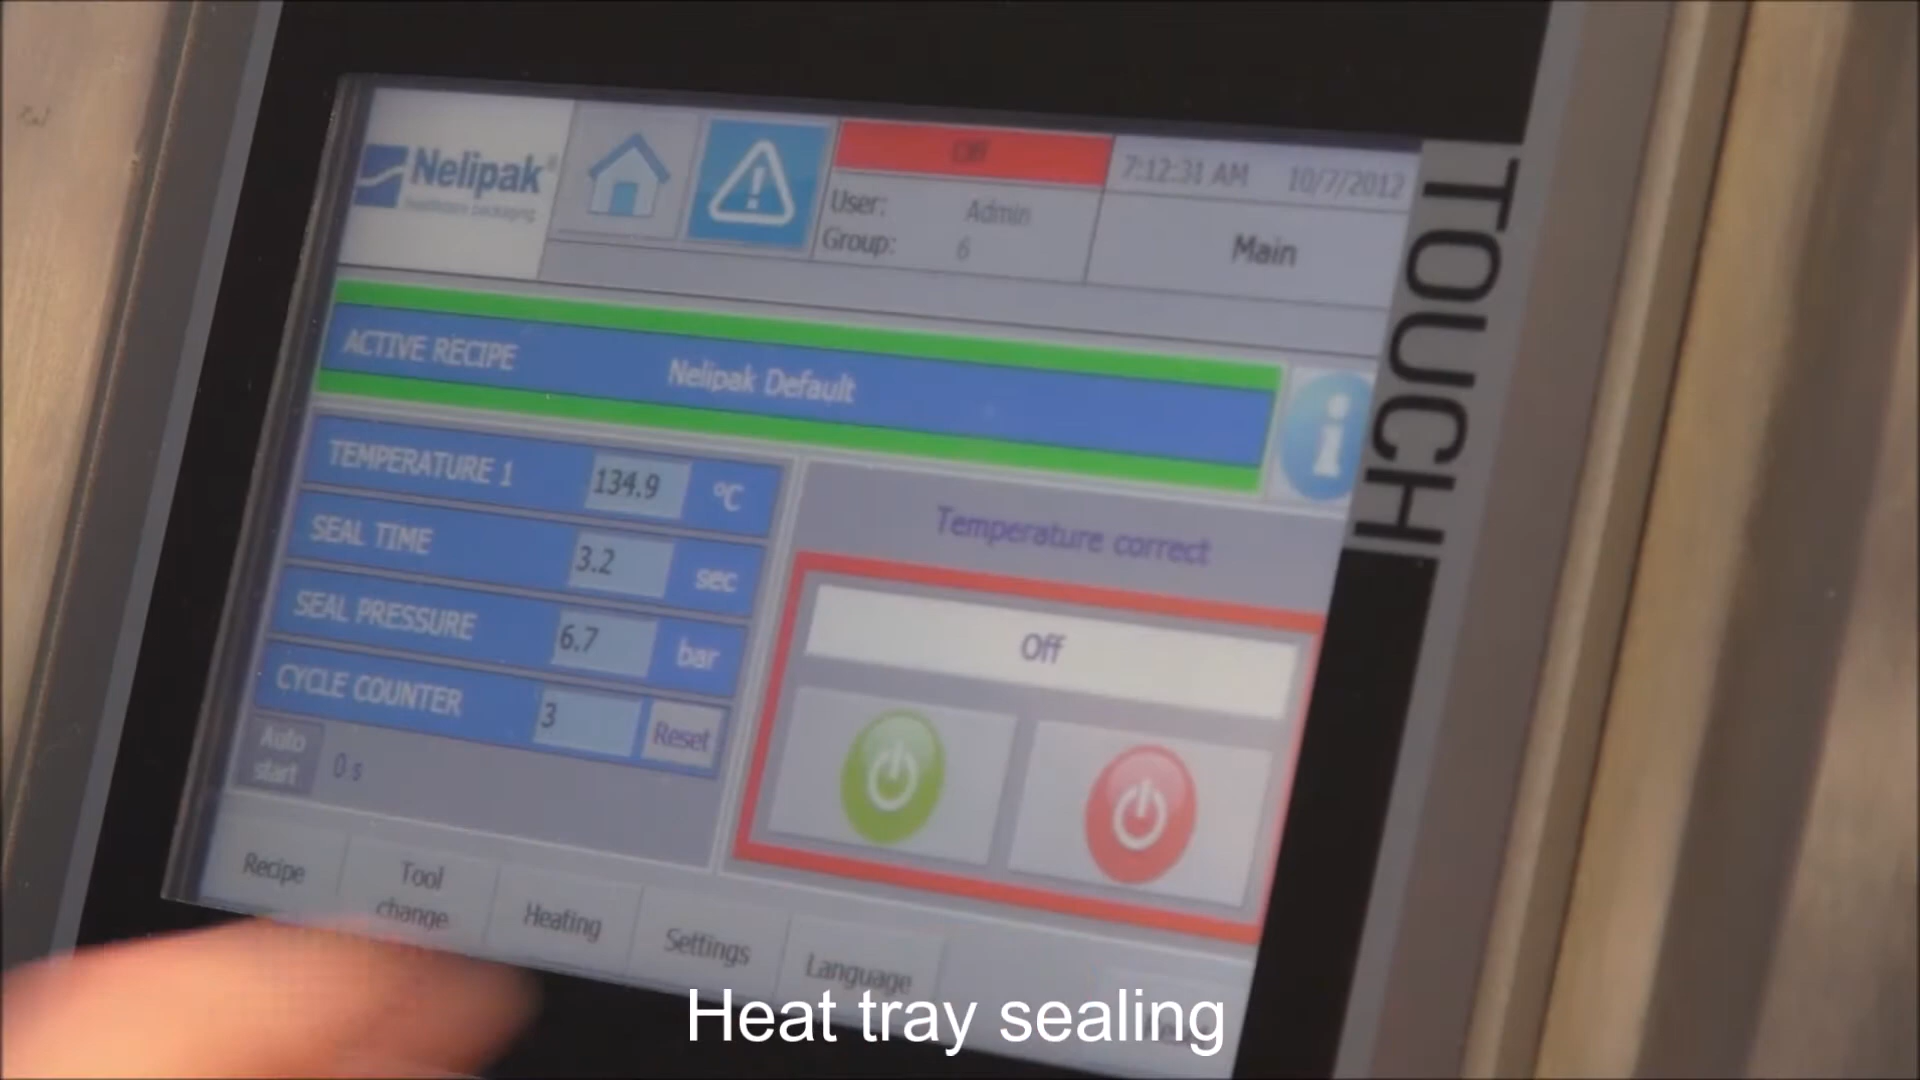 Nelipak®
healthcare packaging
Off
User: Admin
Group: 6
7:12:31 AM 10/7/2012
Main
ACTIVE RECIPE Nelipak Default
TEMPERATURE 1 134.9 °C
SEAL TIME 3.2 sec
SEAL PRESSURE 6.7 bar
CYCLE COUNTER 3 Reset
Auto start 0 s
Temperature correct
Off
Recipe
Tool change
Heating
Settings
Language
TOUCH
Heat tray sealing